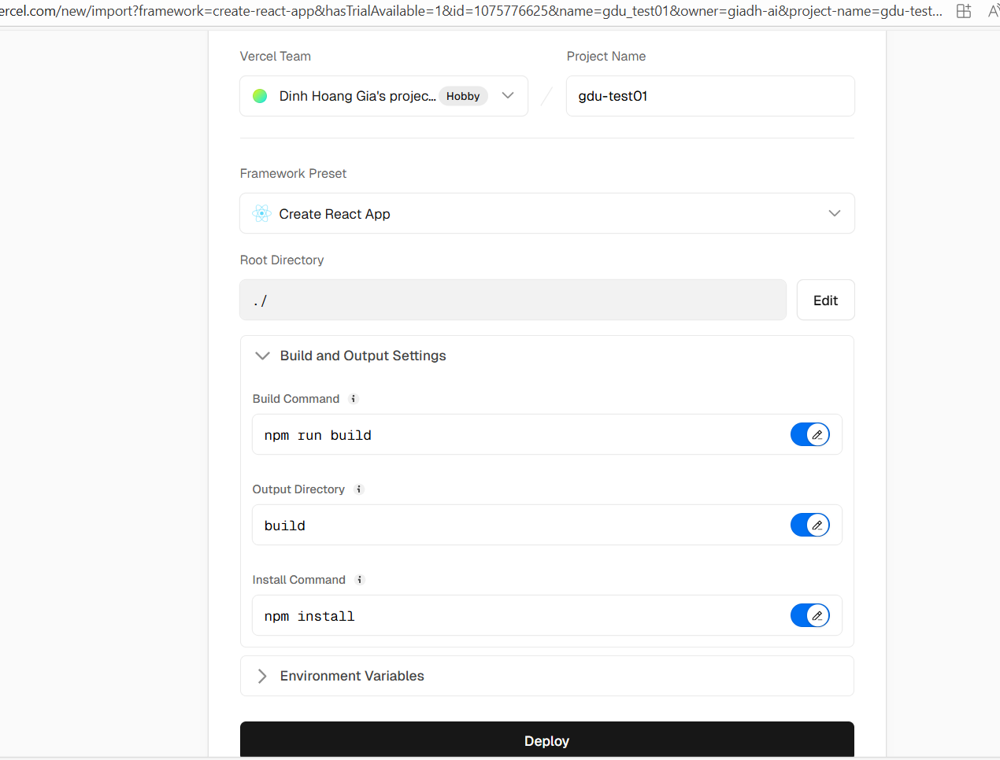 ercel.com/new/import?framework=create-react-app&hasTrialAvailable=1&id=1075776625&name=gdu_test01&owner=giadh-ai&project-name=gdu-test...
Vercel Team
Project Name
Dinh Hoang Gia's projec... Hobby
gdu-test01
Framework Preset
Create React App
Root Directory
./
Edit
Build and Output Settings
Build Command
npm run build
Output Directory
build
Install Command
npm install
Environment Variables
Deploy